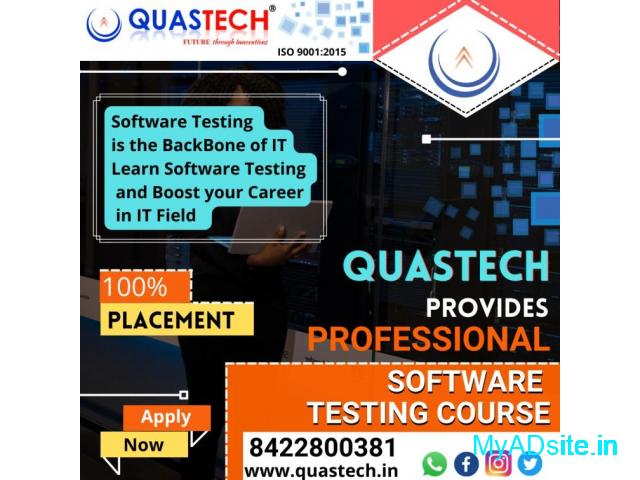 QUASTECH®
FUTURE through Innovations
ISO 9001:2015
Software Testing
is the BackBone of IT
Learn Software Testing
and Boost your Career
in IT Field
QUASTECH
PROVIDES
PROFESSIONAL
SOFTWARE
TESTING COURSE
100%
PLACEMENT
Apply
Now
8422800381
www.quastech.in
MyADsite.in